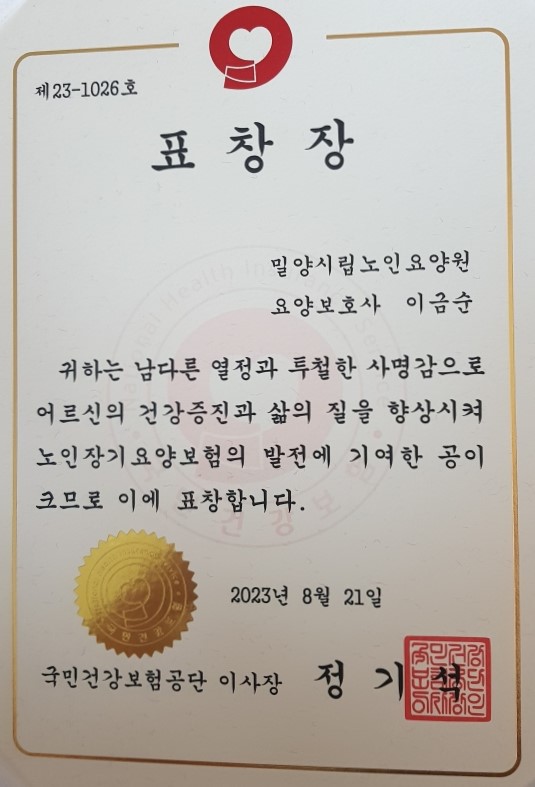 제23-1026호
표 창 장
밀양시립노인요양원
요양보호사 이금순
귀하는 남다른 열정과 투철한 사명감으로
어르신의 건강증진과 삶의 질을 향상시켜
노인장기요양보험의 발전에 기여한 공이
크므로 이에 표창합니다.
2023년 8월 21일
국민건강보험공단 이사장 정 기 석